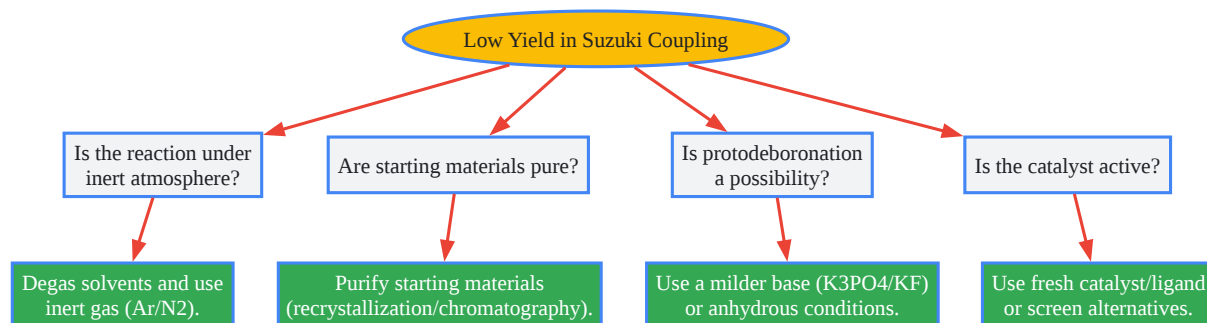 Low Yield in Suzuki Coupling
Is the reaction under
inert atmosphere?
Are starting materials pure?
Is protodeboronation
a possibility?
Is the catalyst active?
Degas solvents and use
inert gas (Ar/N2).
Purify starting materials
(recrystallization/chromatography).
Use a milder base (K3PO4/KF)
or anhydrous conditions.
Use fresh catalyst/ligand
or screen alternatives.